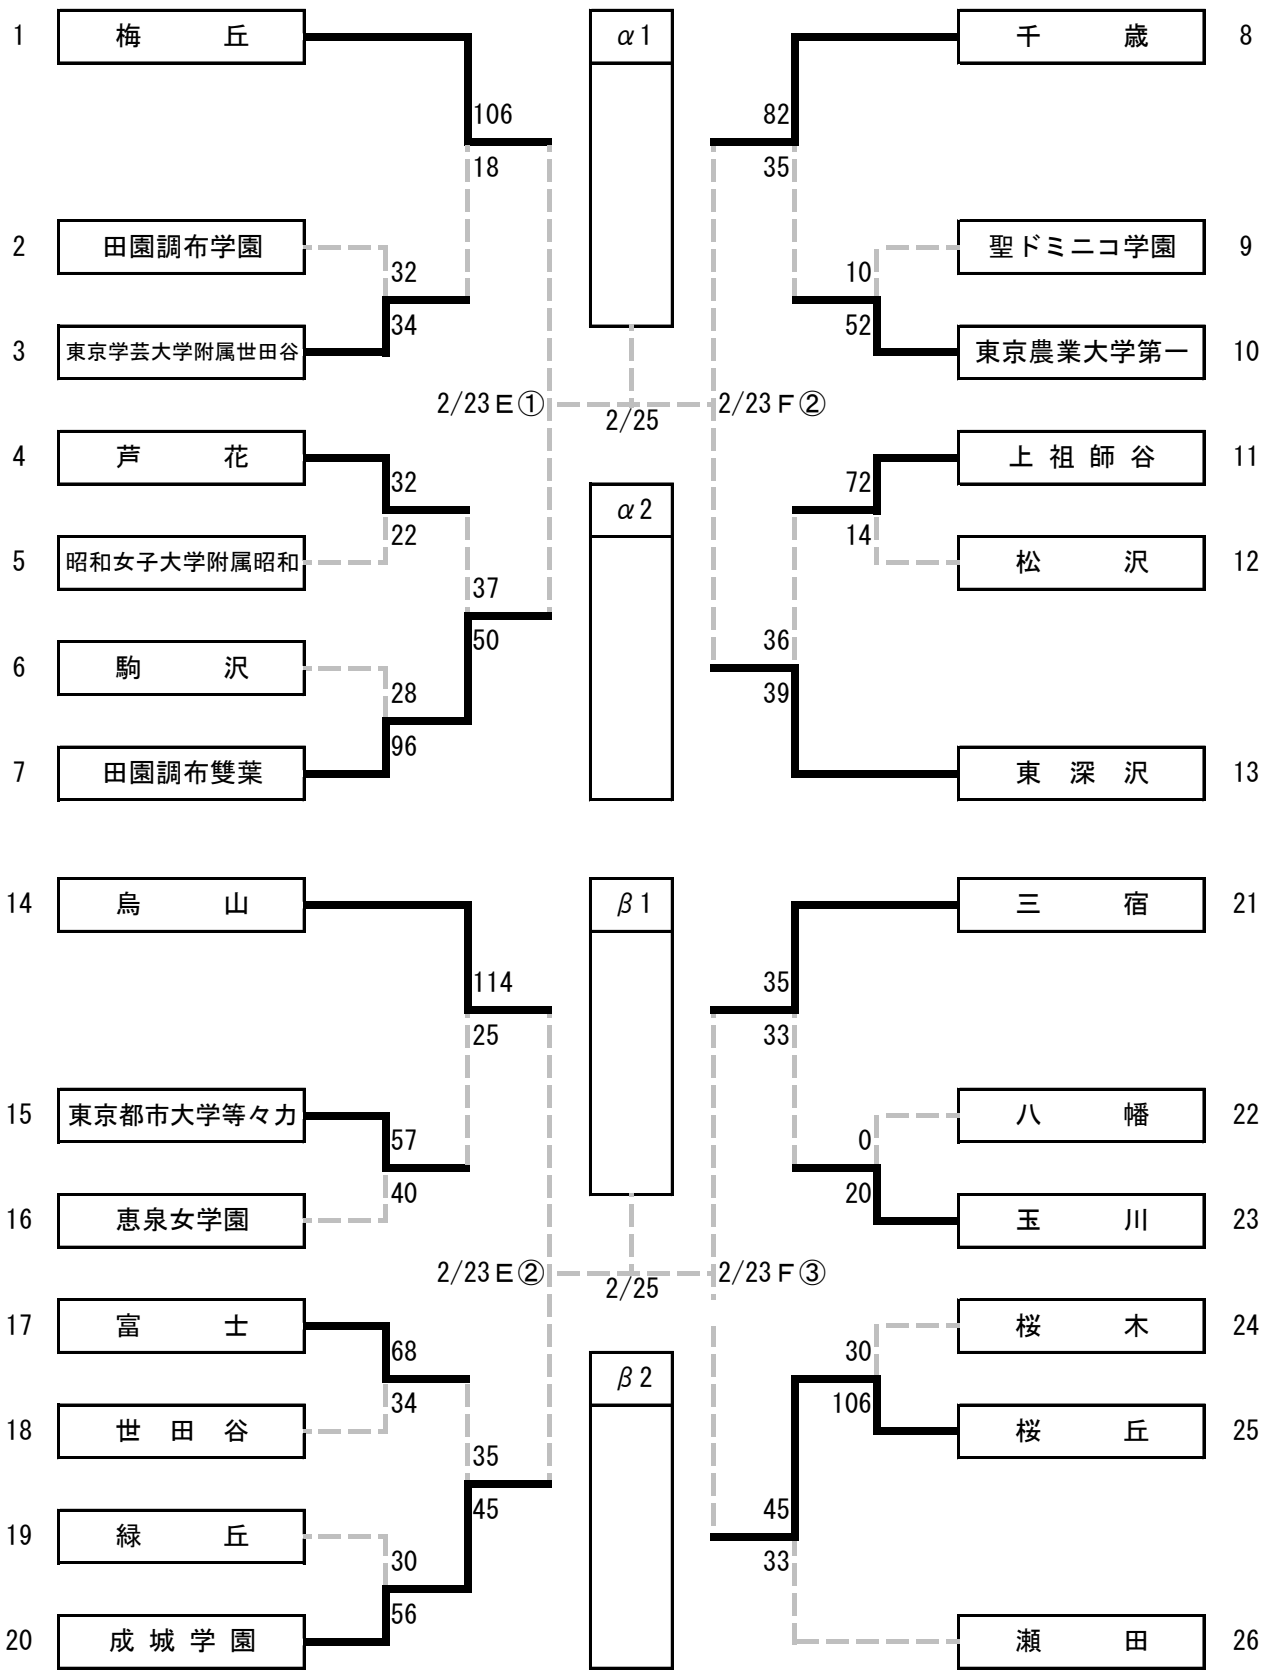 1 梅 丘 α1 千 歳 8
106 82
18 35
2 田園調布学園 聖ドミニコ学園 9
32 10
34 52
3 東京学芸大学附属世田谷 東京農業大学第一 10
2/23 E① 2/25 2/23 F②
4 芦 花 上祖師谷 11
32 α2 72
22 14
5 昭和女子大学附属昭和 松 沢 12
37
50 36
6 駒 沢
28 39
96
7 田園調布雙葉 東 深 沢 13
14 烏 山 β1 三 宿 21
114 35
25 33
15 東京都市大学等々力 八 幡 22
57 0
40 20
16 恵泉女学園 玉 川 23
2/23 E② 2/25 2/23 F③
17 富 士 桜 木 24
68 β2 30
34 106
18 世 田 谷 桜 丘 25
35
45 45
19 緑 丘
30 33
56
20 成城学園 瀬 田 26